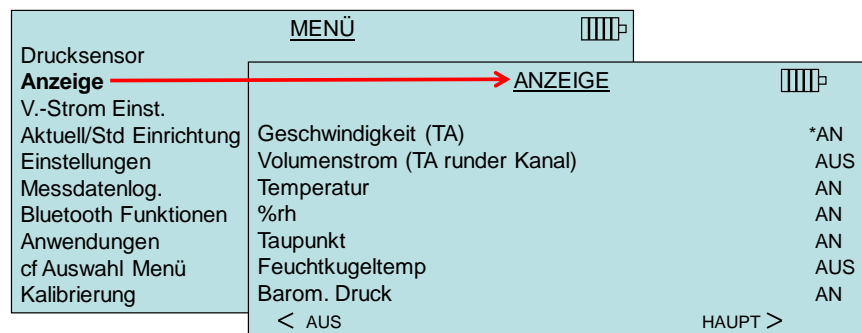 MENÜ
Drucksensor
Anzeige
V.-Strom Einst.
Aktuell/Std Einrichtung
Einstellungen
Messdatenlog.
Bluetooth Funktionen
Anwendungen
cf Auswahl Menü
Kalibrierung
ANZEIGE
Geschwindigkeit (TA) *AN
Volumenstrom (TA runder Kanal) AUS
Temperatur AN
%rh AN
Taupunkt AN
Feuchtkugeltemp AUS
Barom. Druck AN
< AUS HAUPT >